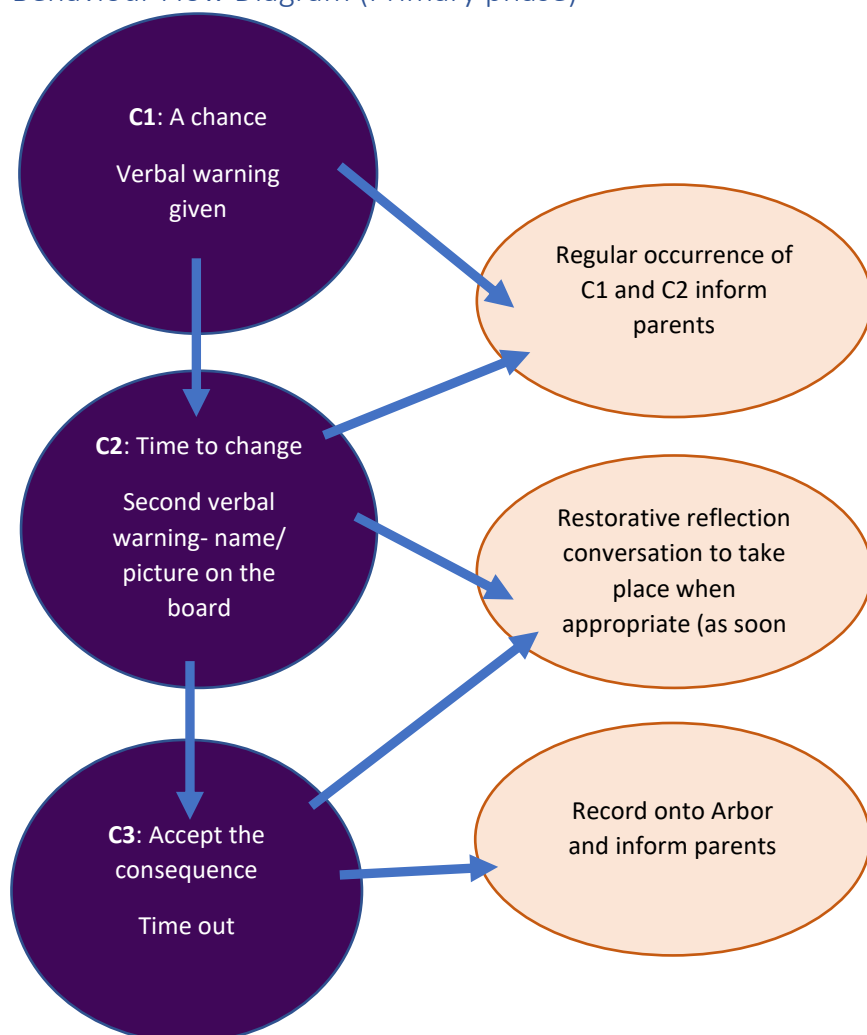 Behaviour Flow Diagram (Primary phase)
C1: A chance
Verbal warning
given
Regular occurrence of
C1 and C2 inform
parents
C2: Time to change
Second verbal
warning- name/
picture on the
board
Restorative reflection
conversation to take
place when
appropriate (as soon
C3: Accept the
consequence
Time out
Record onto Arbor
and inform parents